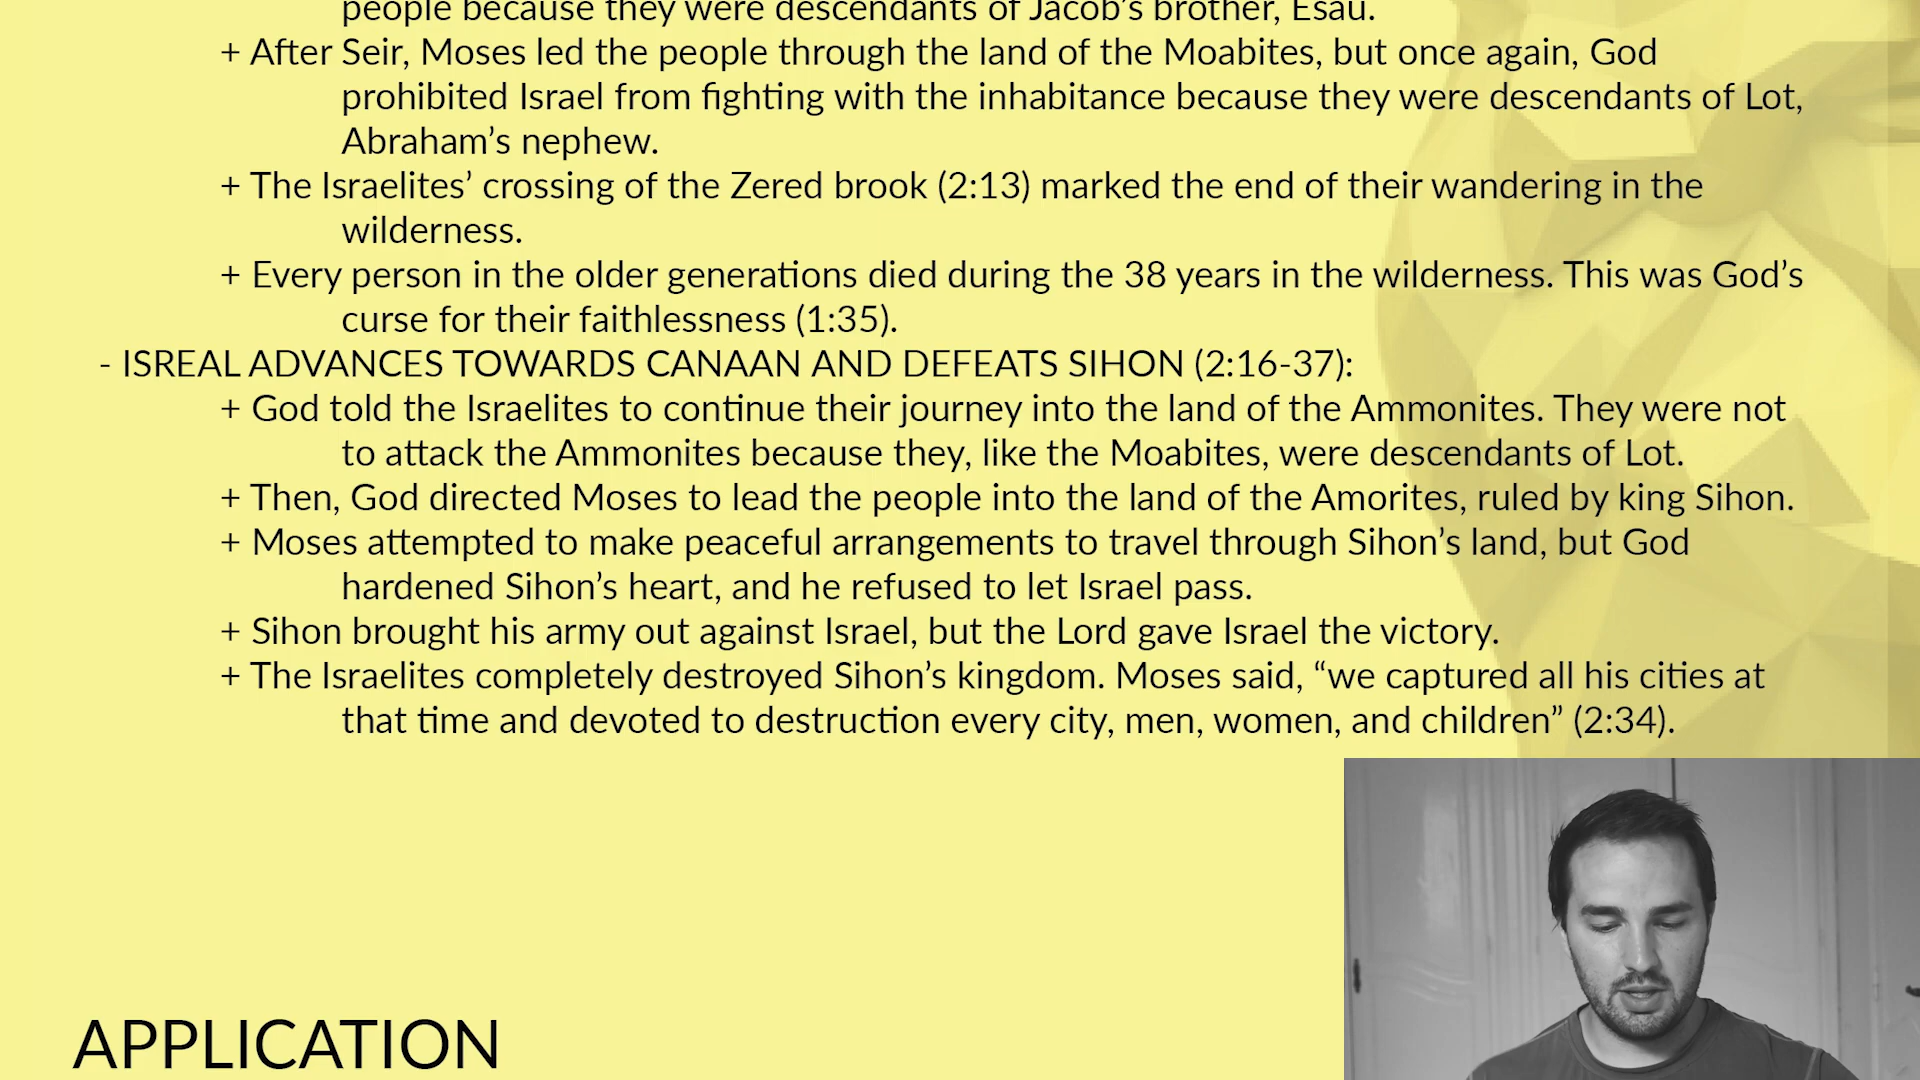 people because they were descendants of Jacob’s brother, Esau.
+ After Seir, Moses led the people through the land of the Moabites, but once again, God
prohibited Israel from fighting with the inhabitance because they were descendants of Lot,
Abraham’s nephew.
+ The Israelites’ crossing of the Zered brook (2:13) marked the end of their wandering in the
wilderness.
+ Every person in the older generations died during the 38 years in the wilderness. This was God’s
curse for their faithlessness (1:35).
- ISREAL ADVANCES TOWARDS CANAAN AND DEFEATS SIHON (2:16-37):
+ God told the Israelites to continue their journey into the land of the Ammonites. They were not
to attack the Ammonites because they, like the Moabites, were descendants of Lot.
+ Then, God directed Moses to lead the people into the land of the Amorites, ruled by king Sihon.
+ Moses attempted to make peaceful arrangements to travel through Sihon’s land, but God
hardened Sihon’s heart, and he refused to let Israel pass.
+ Sihon brought his army out against Israel, but the Lord gave Israel the victory.
+ The Israelites completely destroyed Sihon’s kingdom. Moses said, “we captured all his cities at
that time and devoted to destruction every city, men, women, and children” (2:34).
APPLICATION